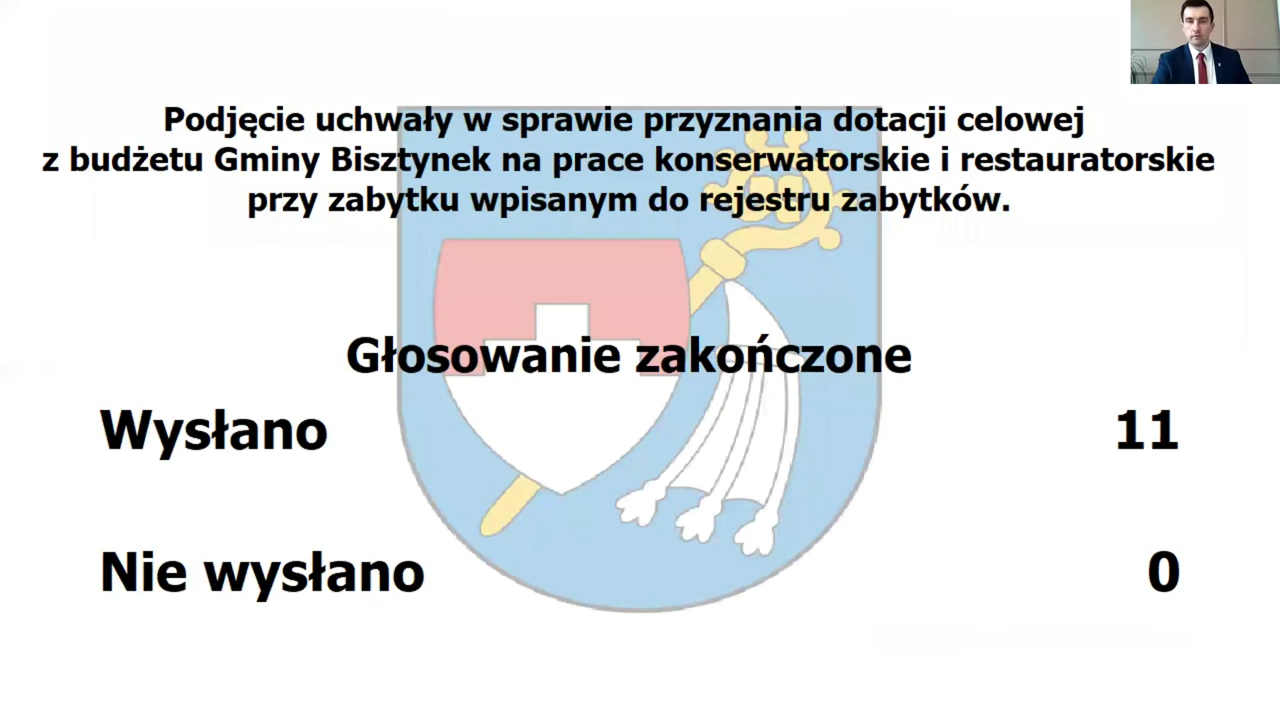 Podjęcie uchwały w sprawie przyznania dotacji celowej
z budżetu Gminy Bisztynek na prace konserwatorskie i restauratorskie
przy zabytku wpisanym do rejestru zabytków.
Głosowanie zakończone
Wysłano 11
Nie wysłano 0